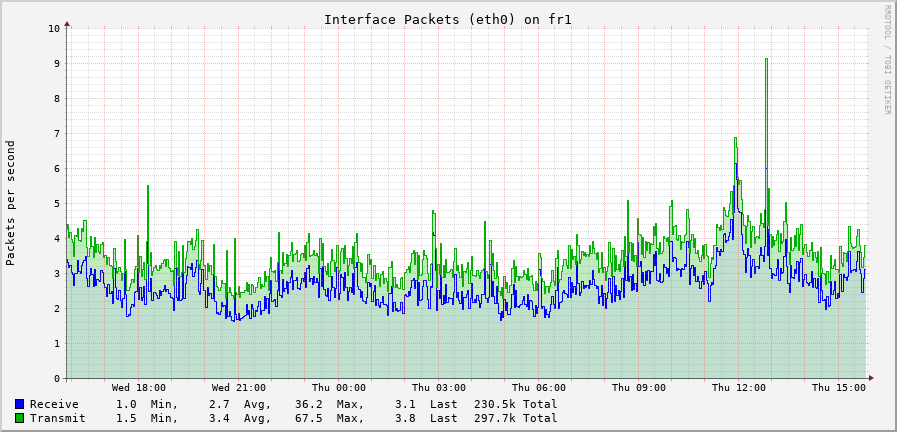 Interface Packets (eth0) on fr1
RRDTOOL / TOBI OETIKER
Packets per second
10
9
8
7
6
5
4
3
2
1
0
Wed 18:00 Wed 21:00 Thu 00:00 Thu 03:00 Thu 06:00 Thu 09:00 Thu 12:00 Thu 15:00
Receive 1.0 Min, 2.7 Avg, 36.2 Max, 3.1 Last 230.5k Total
Transmit 1.5 Min, 3.4 Avg, 67.5 Max, 3.8 Last 297.7k Total